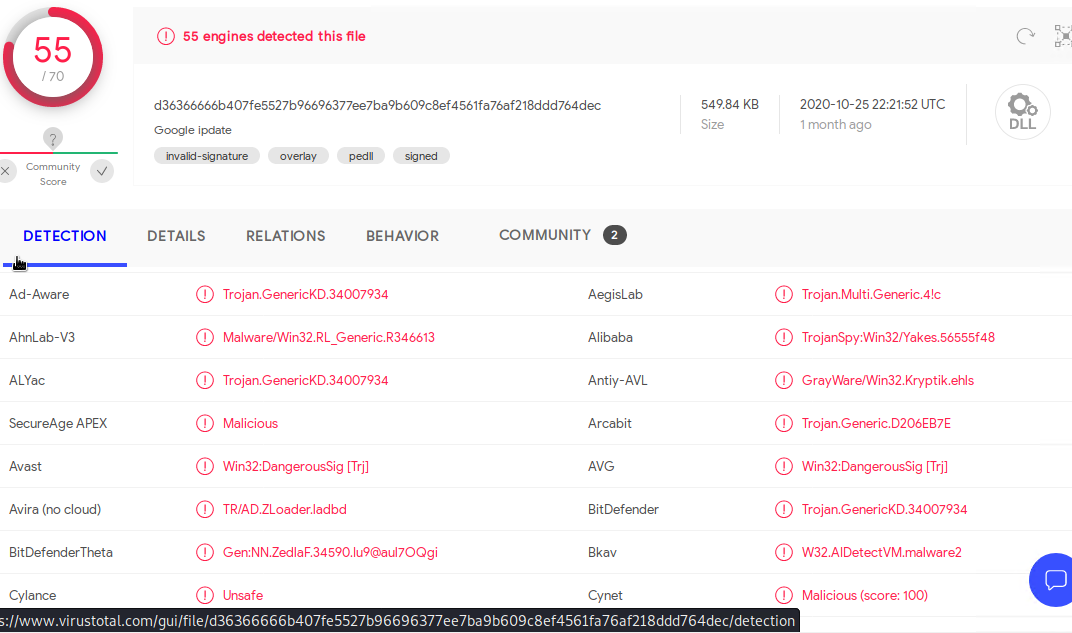 55
/ 70
?
Community
Score
55 engines detected this file
d36366666b407fe5527b96696377ee7ba9b609c8ef4561fa76af218ddd764dec
Google ipdate
invalid-signature overlay pedll signed
549.84 KB
Size
2020-10-25 22:21:52 UTC
1 month ago
DLL
DETECTION DETAILS RELATIONS BEHAVIOR COMMUNITY 2
Ad-Aware Trojan.GenericKD.34007934 AegisLab Trojan.Multi.Generic.4!c
AhnLab-V3 Malware/Win32.RL_Generic.R346613 Alibaba TrojanSpy:Win32/Yakes.56555f48
ALYac Trojan.GenericKD.34007934 Antiy-AVL GrayWare/Win32.Kryptik.ehls
SecureAge APEX Malicious Arcabit Trojan.Generic.D206EB7E
Avast Win32:DangerousSig [Trj] AVG Win32:DangerousSig [Trj]
Avira (no cloud) TR/AD.ZLoader.ladbd BitDefender Trojan.GenericKD.34007934
BitDefenderTheta Gen:NN.ZedlaF.34590.Iu9@aul7OQgi Bkav W32.AIDetectVM.malware2
Cylance Unsafe Cynet Malicious (score: 100)
s://www.virustotal.com/gui/file/d36366666b407fe5527b96696377ee7ba9b609c8ef4561fa76af218ddd764dec/detection